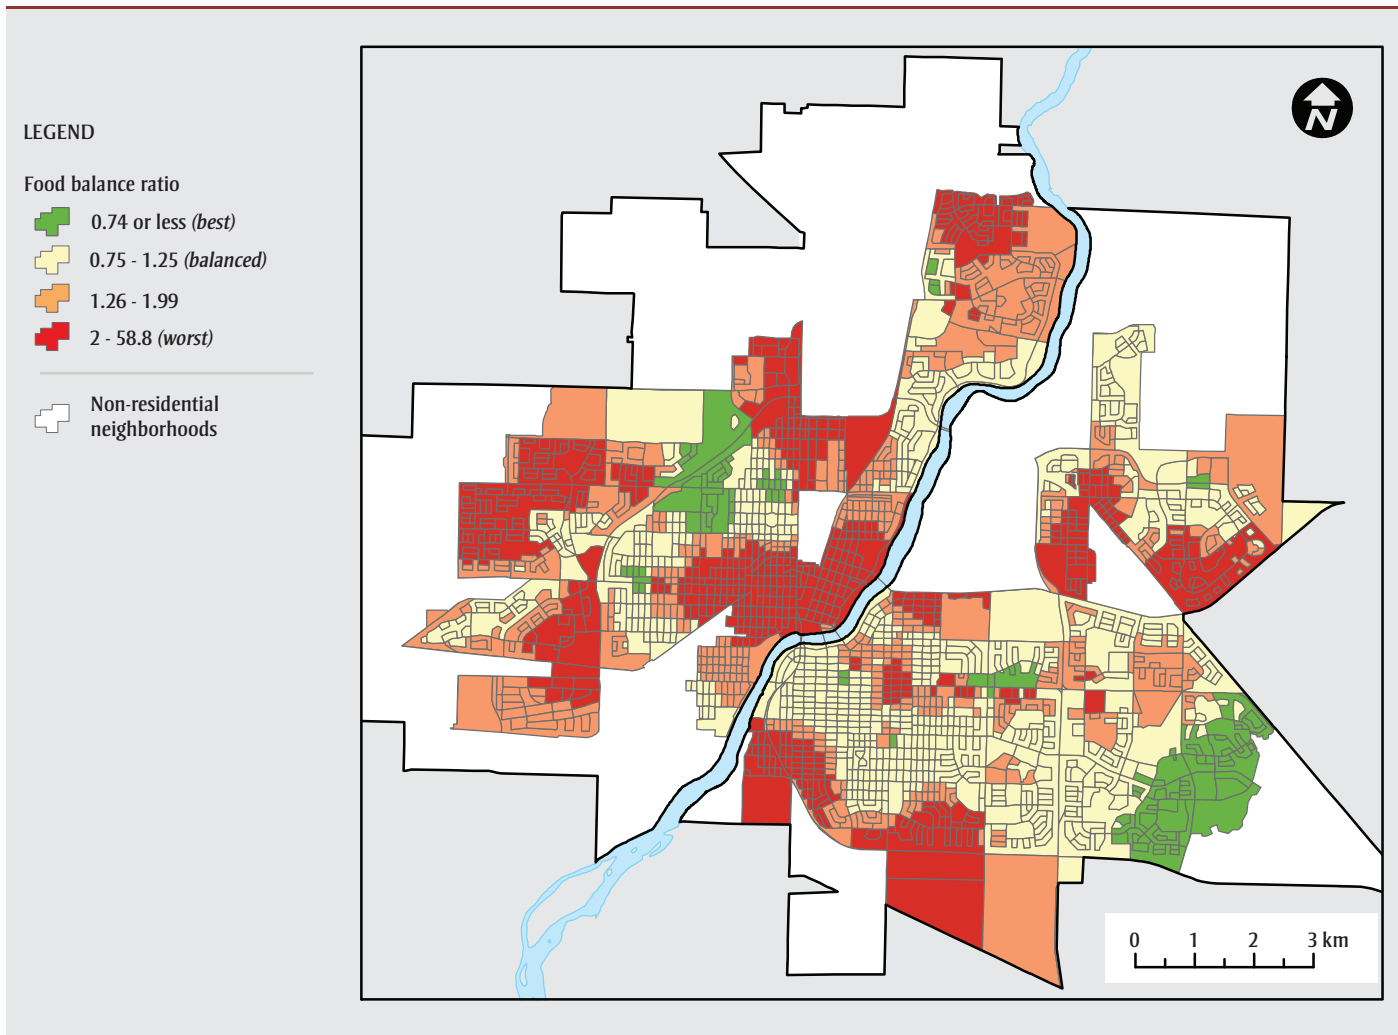 LEGEND
Food balance ratio
0.74 or less (best)
0.75 - 1.25 (balanced)
1.26 - 1.99
2 - 58.8 (worst)
Non-residential
neighborhoods
N
0 1 2 3 km